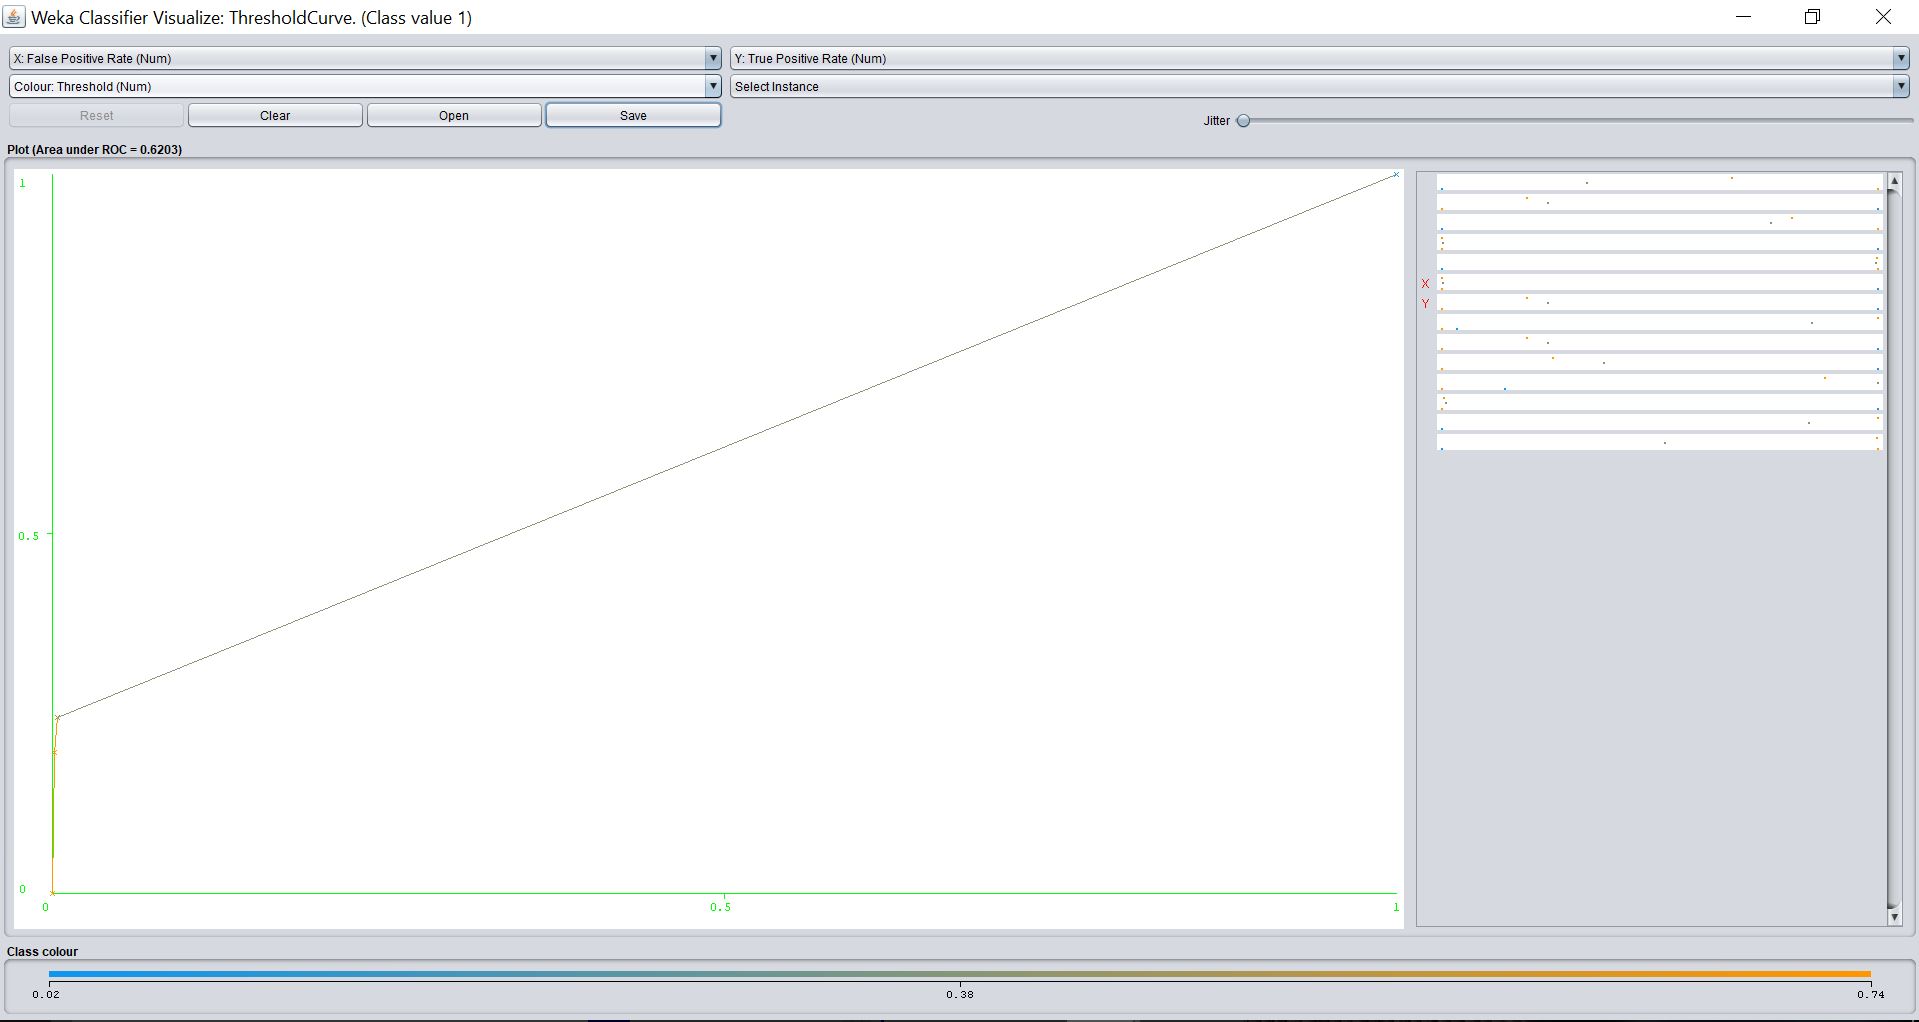 Weka Classifier Visualize: ThresholdCurve. (Class value 1)
X: False Positive Rate (Num)
Y: True Positive Rate (Num)
Colour: Threshold (Num)
Select Instance
Reset
Clear
Open
Save
Jitter
Plot (Area under ROC = 0.6203)
1
X
Y
0.5
0
0
0.5
1
Class colour
0.02
0.38
0.74